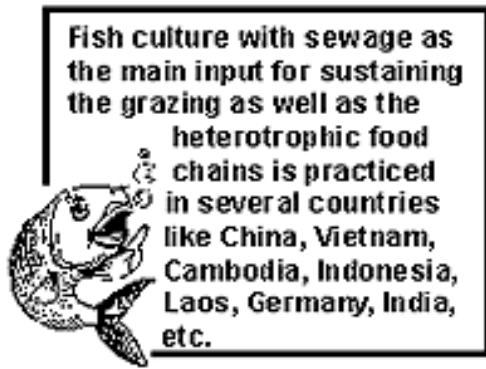 Fish culture with sewage as
the main input for sustaining
the grazing as well as the
heterotrophic food
chains is practiced
in several countries
like China, Vietnam,
Cambodia, Indonesia,
Laos, Germany, India,
etc.